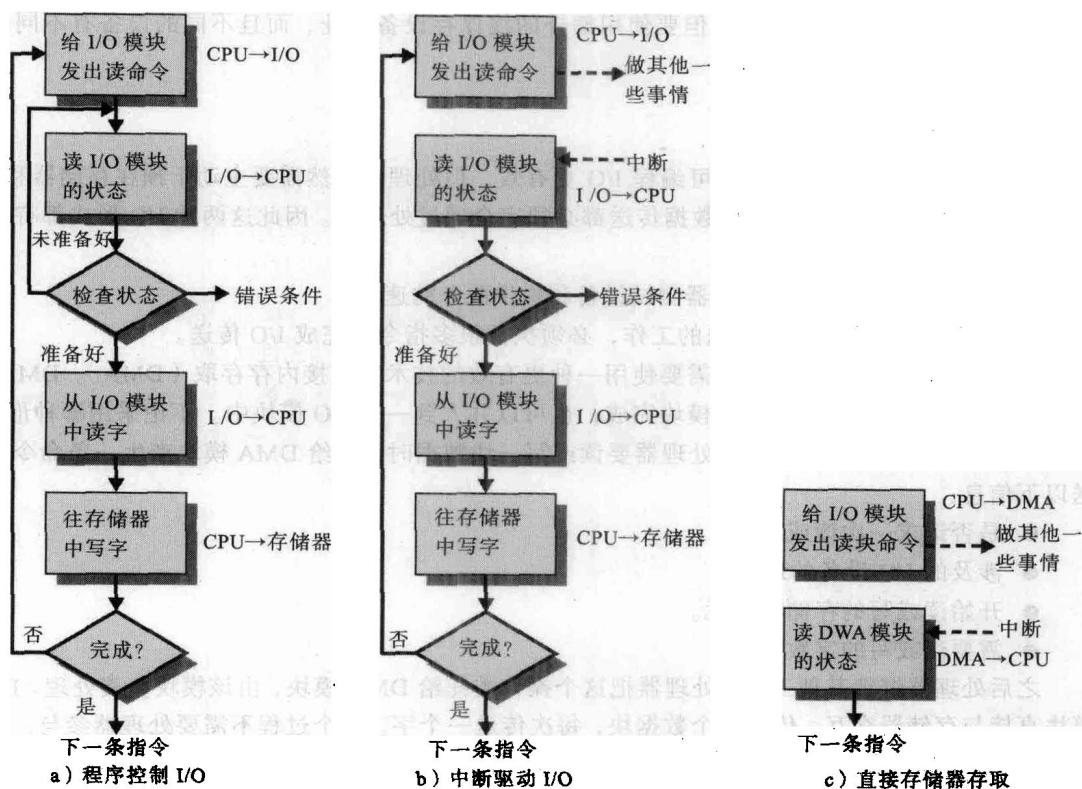 给 I/O 模块
发出读命令
CPU→I/O
读 I/O 模块
的状态
I/O→CPU
未准备好
检查状态
错误条件
准备好
从 I/O 模块
中读字
I/O→CPU
往存储器
中写字
CPU→存储器
否
完成?
是
下一条指令
a）程序控制 I/O
给 I/O 模块
发出读命令
CPU→I/O
做其他一
些事情
读 I/O 模块
的状态
中断
I/O→CPU
检查状态
错误条件
准备好
从 I/O 模块
中读字
I/O→CPU
往存储器
中写字
CPU→存储器
否
完成?
是
下一条指令
b）中断驱动 I/O
给 I/O 模块
发出读块命令
CPU→DMA
做其他一
些事情
读 DWA 模块
的状态
中断
DMA→CPU
下一条指令
c）直接存储器存取